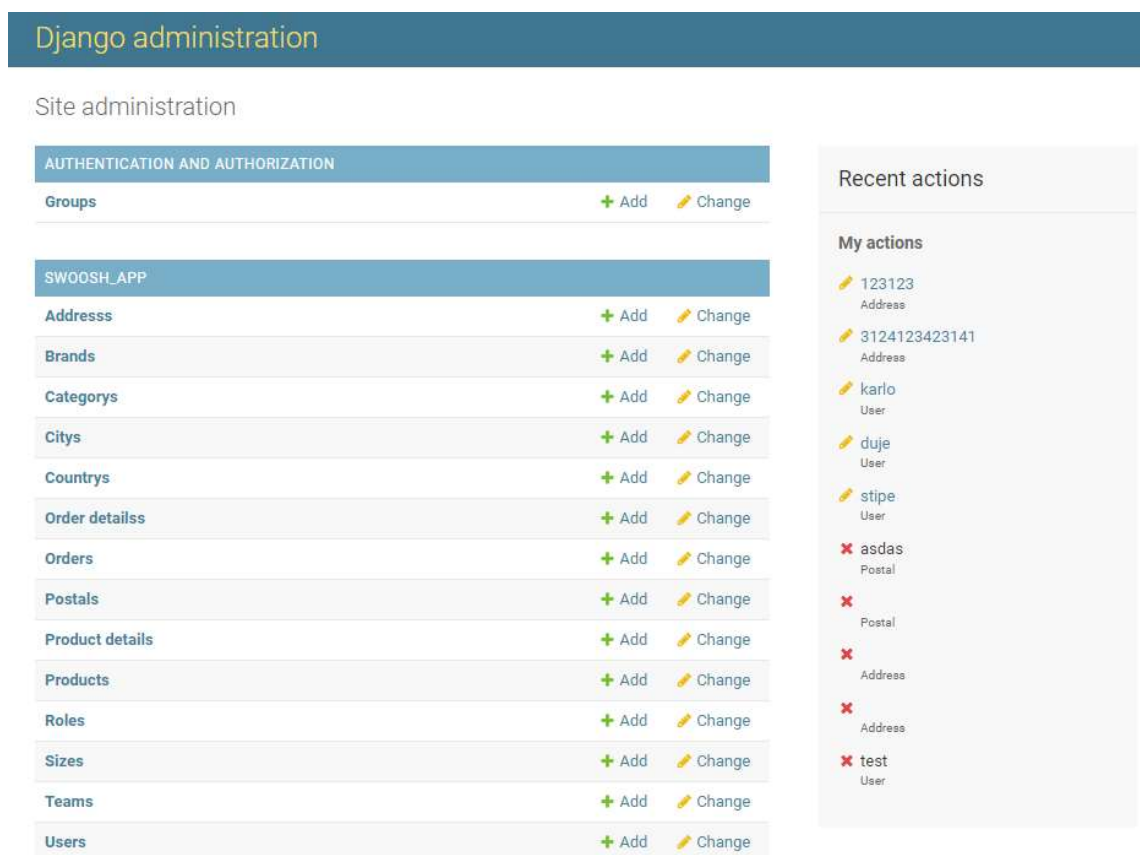 Django administration
Site administration
AUTHENTICATION AND AUTHORIZATION
Groups Add Change
SWOOSH_APP
Addresss Add Change
Brands Add Change
Categorys Add Change
Citys Add Change
Countrys Add Change
Order detailss Add Change
Orders Add Change
Postals Add Change
Product details Add Change
Products Add Change
Roles Add Change
Sizes Add Change
Teams Add Change
Users Add Change
Recent actions
My actions
123123
Address
3124123423141
Address
karlo
User
duje
User
stipe
User
asdas
Postal
Postal
Address
Address
test
User